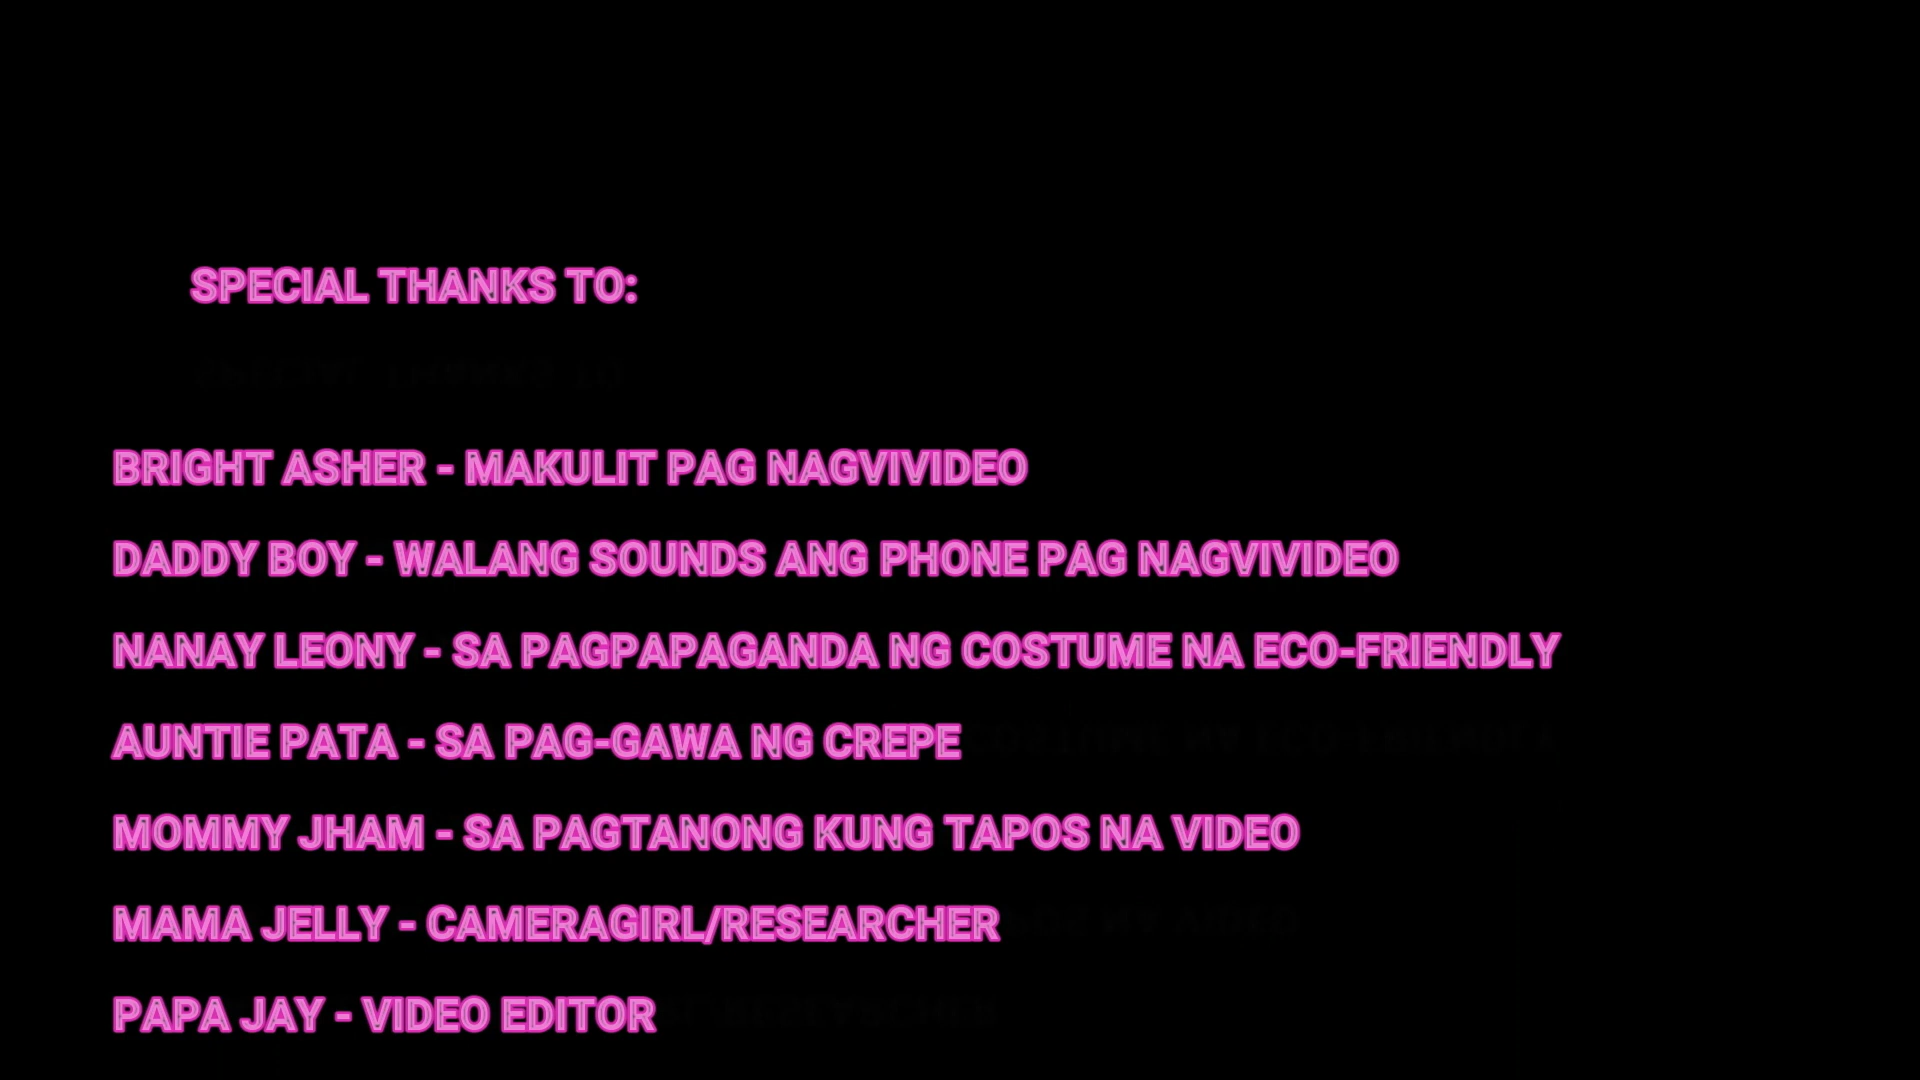 SPECIAL THANKS TO:
BRIGHT ASHER - MAKULIT PAG NAGVIVIDEO
DADDY BOY - WALANG SOUNDS ANG PHONE PAG NAGVIVIDEO
NANAY LEONY - SA PAGPAPAGANDA NG COSTUME NA ECO-FRIENDLY
AUNTIE PATA - SA PAG-GAWA NG CREPE
MOMMY JHAM - SA PAGTANONG KUNG TAPOS NA VIDEO
MAMA JELLY - CAMERAGIRL/RESEARCHER
PAPA JAY - VIDEO EDITOR